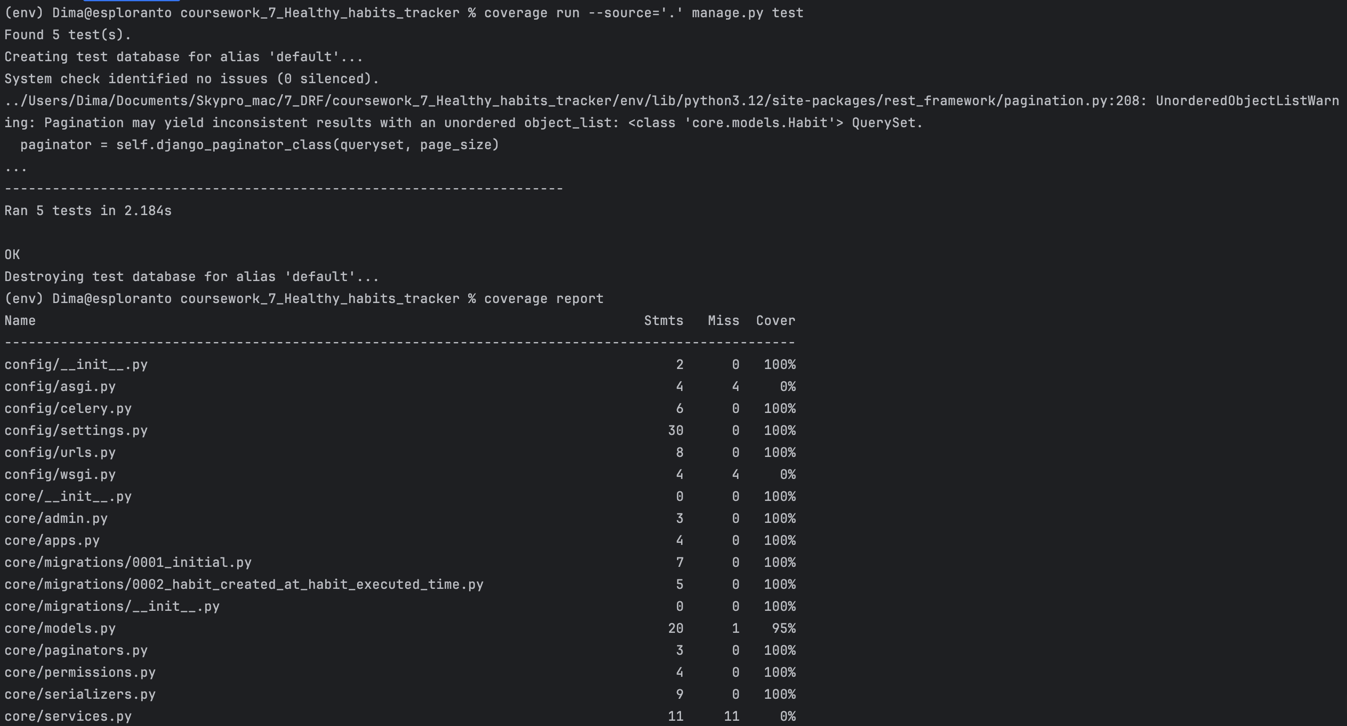 (env) Dima@esploranto coursework_7_Healthy_habits_tracker % coverage run --source='.' manage.py test
Found 5 test(s).
Creating test database for alias 'default'...
System check identified no issues (0 silenced).
../Users/Dima/Documents/Skypro_mac/7_DRF/coursework_7_Healthy_habits_tracker/env/lib/python3.12/site-packages/rest_framework/pagination.py:208: UnorderedObjectListWarn
ing: Pagination may yield inconsistent results with an unordered object_list: <class 'core.models.Habit'> QuerySet.
  paginator = self.django_paginator_class(queryset, page_size)
...
----------------------------------------------------------------------
Ran 5 tests in 2.184s

OK
Destroying test database for alias 'default'...
(env) Dima@esploranto coursework_7_Healthy_habits_tracker % coverage report
Name                                                                            Stmts   Miss  Cover
---------------------------------------------------------------------------------------------------
config/__init__.py                                                                  2      0   100%
config/asgi.py                                                                      4      4     0%
config/celery.py                                                                    6      0   100%
config/settings.py                                                                 30      0   100%
config/urls.py                                                                      8      0   100%
config/wsgi.py                                                                      4      4     0%
core/__init__.py                                                                    0      0   100%
core/admin.py                                                                       3      0   100%
core/apps.py                                                                        4      0   100%
core/migrations/0001_initial.py                                                     7      0   100%
core/migrations/0002_habit_created_at_habit_executed_time.py                        5      0   100%
core/migrations/__init__.py                                                         0      0   100%
core/models.py                                                                     20      1    95%
core/paginators.py                                                                  3      0   100%
core/permissions.py                                                                 4      0   100%
core/serializers.py                                                                 9      0   100%
core/services.py                                                                   11     11     0%